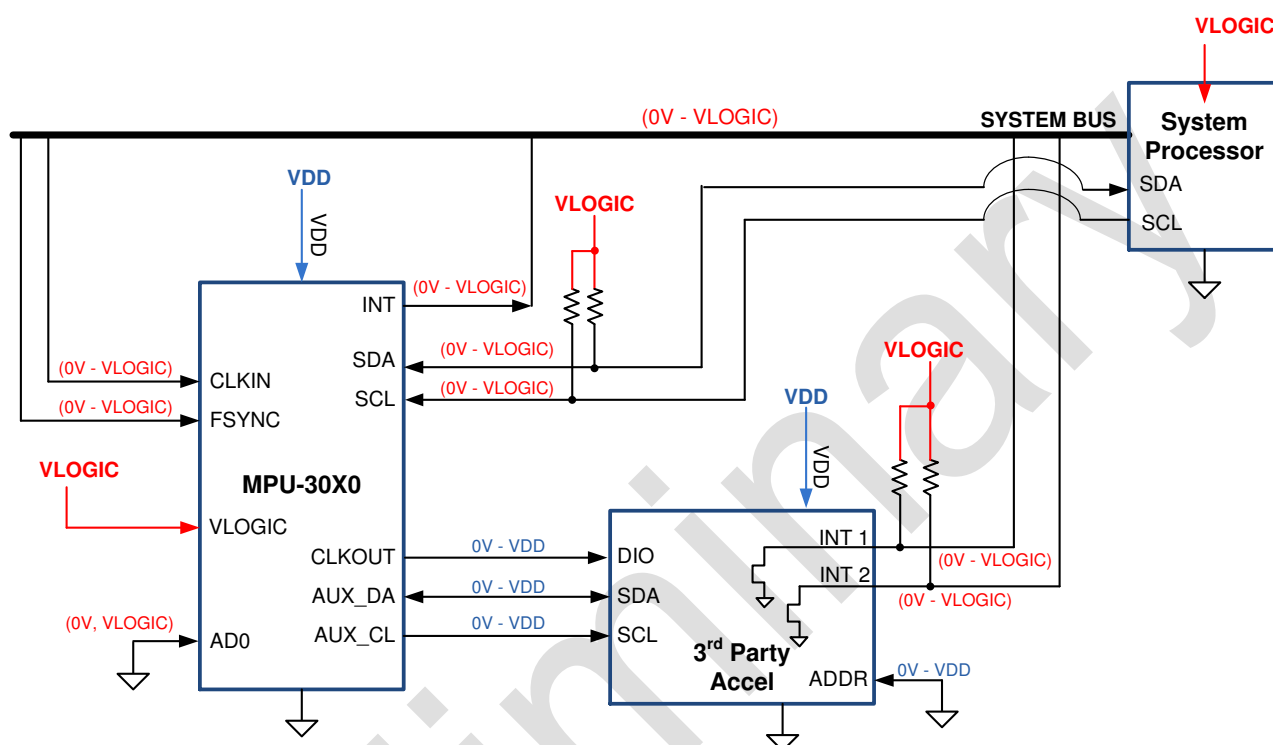 VLOGIC
(0V - VLOGIC)
SYSTEM BUS
System
Processor
SDA
SCL
VDD
VDD
VLOGIC
INT
(0V - VLOGIC)
SDA
(0V - VLOGIC)
SCL
(0V - VLOGIC)
(0V - VLOGIC)
CLKIN
(0V - VLOGIC)
FSYNC
VLOGIC
VLOGIC
MPU-30X0
CLKOUT
0V - VDD
AUX_DA
0V - VDD
AUX_CL
0V - VDD
(0V, VLOGIC)
AD0
VDD
VDD
VLOGIC
DIO
SDA
SCL
INT 1
(0V - VLOGIC)
INT 2
(0V - VLOGIC)
3rd Party
Accel
ADDR
0V - VDD